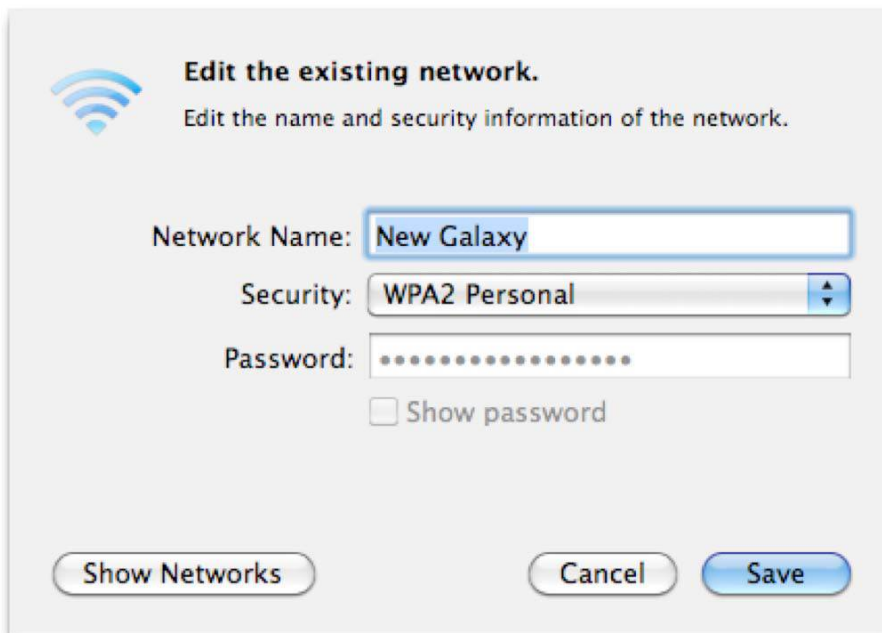 Edit the existing network.
Edit the name and security information of the network.
Network Name: New Galaxy
Security: WPA2 Personal
Password: •••••••••••••••••
Show password
Show Networks Cancel Save